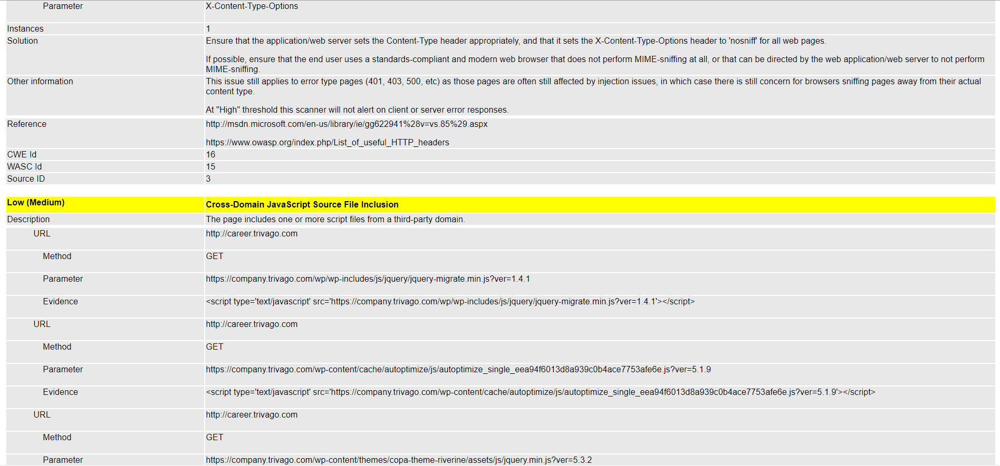 Parameter X-Content-Type-Options
Instances 1
Solution Ensure that the application/web server sets the Content-Type header appropriately, and that it sets the X-Content-Type-Options header to 'nosniff' for all web pages.
If possible, ensure that the end user uses a standards-compliant and modern web browser that does not perform MIME-sniffing at all, or that can be directed by the web application/web server to not perform
MIME-sniffing.
Other information This issue still applies to error type pages (401, 403, 500, etc) as those pages are often still affected by injection issues, in which case there is still concern for browsers sniffing pages away from their actual
content type.
At "High" threshold this scanner will not alert on client or server error responses.
Reference http://msdn.microsoft.com/en-us/library/ie/gg622941%28v=vs.85%29.aspx
https://www.owasp.org/index.php/List_of_useful_HTTP_headers
CWE Id 16
WASC Id 15
Source ID 3
Low (Medium) Cross-Domain JavaScript Source File Inclusion
Description The page includes one or more script files from a third-party domain.
URL http://career.trivago.com
Method GET
Parameter https://company.trivago.com/wp/wp-includes/js/jquery/jquery-migrate.min.js?ver=1.4.1
Evidence <script type='text/javascript' src='https://company.trivago.com/wp/wp-includes/js/jquery/jquery-migrate.min.js?ver=1.4.1'></script>
URL http://career.trivago.com
Method GET
Parameter https://company.trivago.com/wp-content/cache/autoptimize/js/autoptimize_single_eea94f6013d8a939c0b4ace7753afe6e.js?ver=5.1.9
Evidence <script type='text/javascript' src='https://company.trivago.com/wp-content/cache/autoptimize/js/autoptimize_single_eea94f6013d8a939c0b4ace7753afe6e.js?ver=5.1.9'></script>
URL http://career.trivago.com
Method GET
Parameter https://company.trivago.com/wp-content/themes/copa-theme-riverine/assets/js/jquery.min.js?ver=5.3.2